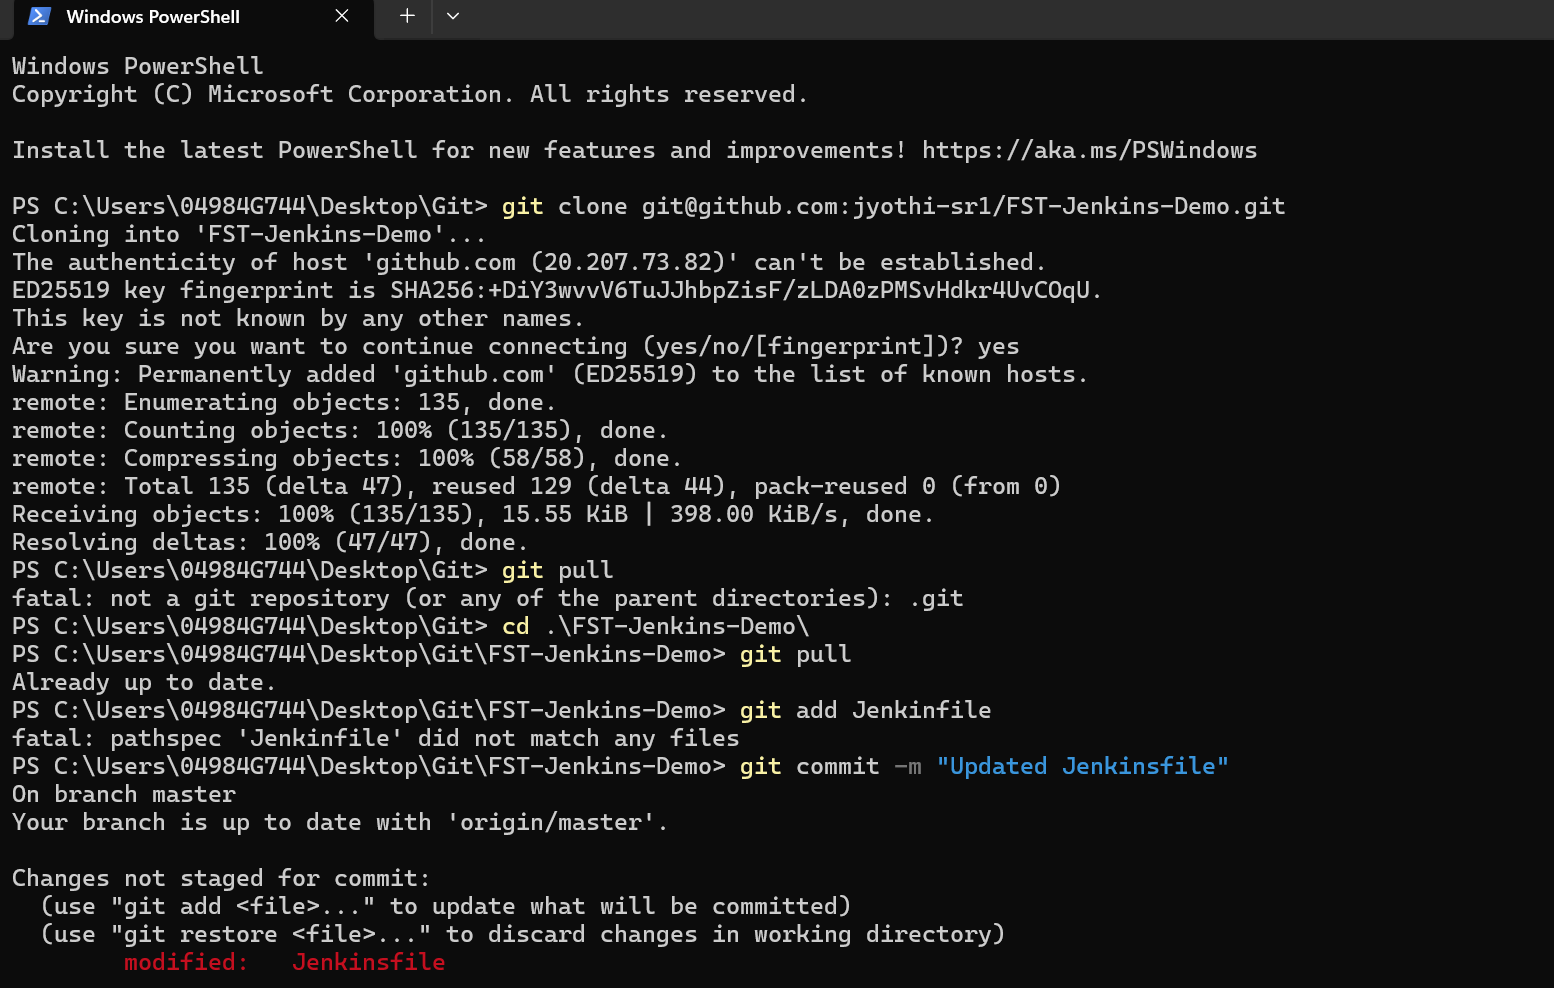 Windows PowerShell
Windows PowerShell
Copyright (C) Microsoft Corporation. All rights reserved.
Install the latest PowerShell for new features and improvements! https://aka.ms/PSWindows
PS C:\Users\04984G744\Desktop\Git> git clone git@github.com:jyothi-sr1/FST-Jenkins-Demo.git
Cloning into 'FST-Jenkins-Demo'...
The authenticity of host 'github.com (20.207.73.82)' can't be established.
ED25519 key fingerprint is SHA256:+DiY3wvvV6TuJJhbpZisF/zLDA0zPMSvHdkr4UvCOqU.
This key is not known by any other names.
Are you sure you want to continue connecting (yes/no/[fingerprint])? yes
Warning: Permanently added 'github.com' (ED25519) to the list of known hosts.
remote: Enumerating objects: 135, done.
remote: Counting objects: 100% (135/135), done.
remote: Compressing objects: 100% (58/58), done.
remote: Total 135 (delta 47), reused 129 (delta 44), pack-reused 0 (from 0)
Receiving objects: 100% (135/135), 15.55 KiB | 398.00 KiB/s, done.
Resolving deltas: 100% (47/47), done.
PS C:\Users\04984G744\Desktop\Git> git pull
fatal: not a git repository (or any of the parent directories): .git
PS C:\Users\04984G744\Desktop\Git> cd .\FST-Jenkins-Demo\
PS C:\Users\04984G744\Desktop\Git\FST-Jenkins-Demo> git pull
Already up to date.
PS C:\Users\04984G744\Desktop\Git\FST-Jenkins-Demo> git add Jenkinfile
fatal: pathspec 'Jenkinfile' did not match any files
PS C:\Users\04984G744\Desktop\Git\FST-Jenkins-Demo> git commit -m "Updated Jenkinsfile"
On branch master
Your branch is up to date with 'origin/master'.
Changes not staged for commit:
  (use "git add <file>..." to update what will be committed)
  (use "git restore <file>..." to discard changes in working directory)
        modified:   Jenkinsfile